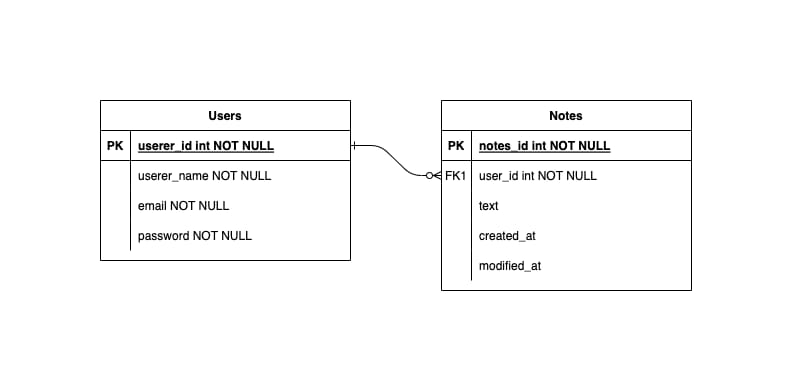 Users
PK userer_id int NOT NULL
userer_name NOT NULL
email NOT NULL
password NOT NULL
Notes
PK notes_id int NOT NULL
FK1 user_id int NOT NULL
text
created_at
modified_at